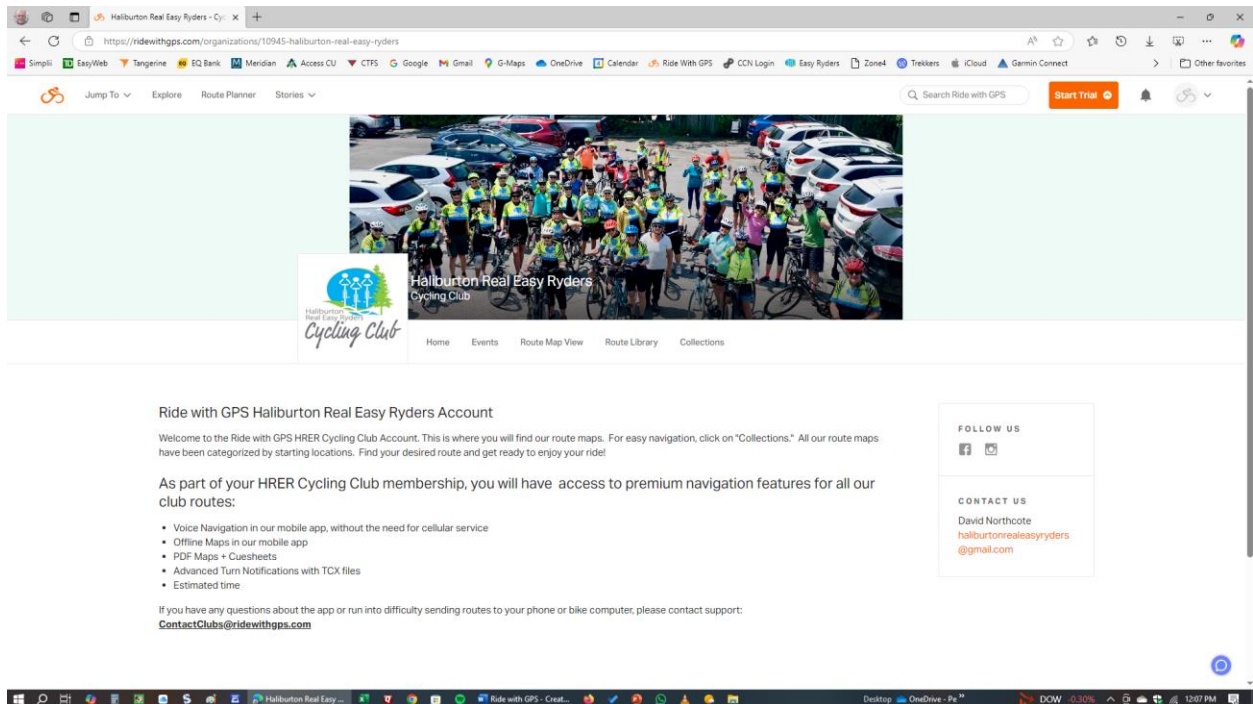 Haliburton Real Easy Ryders - Cyc
https://ridewithgps.com/organizations/10945-haliburton-real-easy-ryders
Simplii EasyWeb Tangerine EQ Bank Meridian Access CU CTFS Google Gmail G-Maps OneDrive Calendar Ride With GPS CCN Login Easy Ryders Zone4 Trekkers iCloud Garmin Connect Other favorites
Jump To Explore Route Planner Stories Search Ride with GPS Start Trial
Haliburton Real Easy Ryders
Cycling Club
Haliburton
Real Easy Ryders
Cycling Club
Home Events Route Map View Route Library Collections
Ride with GPS Haliburton Real Easy Ryders Account
Welcome to the Ride with GPS HRER Cycling Club Account. This is where you will find our route maps. For easy navigation, click on "Collections." All our route maps
have been categorized by starting locations. Find your desired route and get ready to enjoy your ride!
As part of your HRER Cycling Club membership, you will have access to premium navigation features for all our
club routes:
• Voice Navigation in our mobile app, without the need for cellular service
• Offline Maps in our mobile app
• PDF Maps + Cuesheets
• Advanced Turn Notifications with TCX files
• Estimated time
If you have any questions about the app or run into difficulty sending routes to your phone or bike computer, please contact support:
ContactClubs@ridewithgps.com
FOLLOW US
CONTACT US
David Northcote
haliburtonrealeasyryders
@gmail.com
Haliburton Real Easy ... Ride with GPS - Creat... Desktop OneDrive - Pe DOW -0.30% 12:07 PM